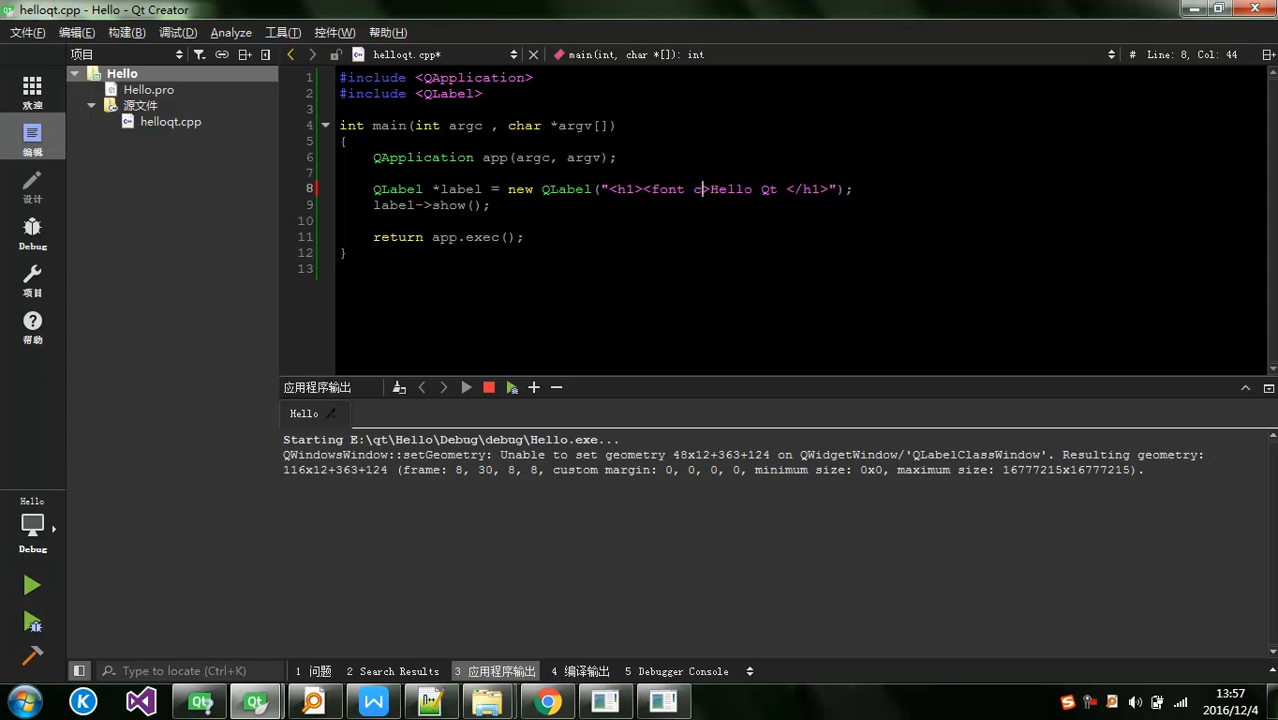 helloqt.cpp - Hello - Qt Creator
文件(F) 编辑(E) 构建(B) 调试(D) Analyze 工具(T) 控件(W) 帮助(H)
项目 helloqt.cpp* main(int, char *[]): int # Line: 8, Col: 44
Hello
Hello.pro
源文件
helloqt.cpp
欢迎
编辑
设计
Debug
项目
帮助
1 #include <QApplication>
2 #include <QLabel>
3
4 int main(int argc , char *argv[])
5 {
6 QApplication app(argc, argv);
7
8 QLabel *label = new QLabel("<h1><font c>Hello Qt </h1>");
9 label->show();
10
11 return app.exec();
12 }
13
应用程序输出
Hello
Starting E:\qt\Hello\Debug\debug\Hello.exe...
QWindowsWindow::setGeometry: Unable to set geometry 48x12+363+124 on QWidgetWindow/'QLabelClassWindow'. Resulting geometry:
116x12+363+124 (frame: 8, 30, 8, 8, custom margin: 0, 0, 0, 0, minimum size: 0x0, maximum size: 16777215x16777215).
Hello
Debug
Type to locate (Ctrl+K) 1 问题 2 Search Results 3 应用程序输出 4 编译输出 5 Debugger Console
13:57
2016/12/4